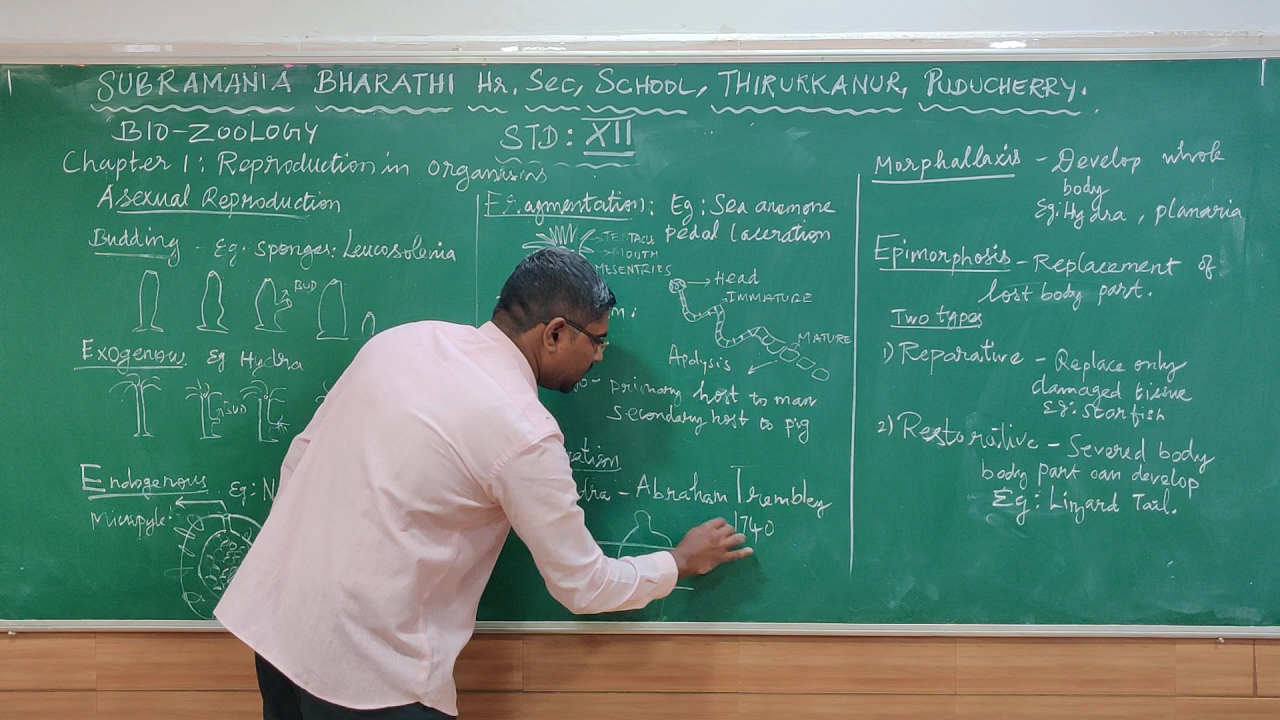 SUBRAMANIA BHARATHI Hr. Sec, SCHOOL, THIRUKKANUR, PUDUCHERRY.
BIO-ZOOLOGY
STD: XII
Chapter 1: Reproduction in organisms
Asexual Reproduction
Budding - Eg. Sponges: Leucosolenia
BUD
Exogenous Eg Hydra
BUD
Endogenous Eg: N
Micropyle:
Fragmentation: Eg: Sea anemone
pedal laceration
TENTACU
MOUTH
MESENTRIES
Head
IMMATURE
MATURE
Apolysis
primary host to man
secondary host to pig
ration
dra - Abraham Trembley
1740
Morphallaxis - Develop whole
body
Eg: Hydra, planaria
Epimorphosis - Replacement of
lost body part.
Two types
1) Reparative - Replace only
damaged tissue
Eg: Starfish
2) Restorative - Severed body
body part can develop
Eg: Linzard Tail.